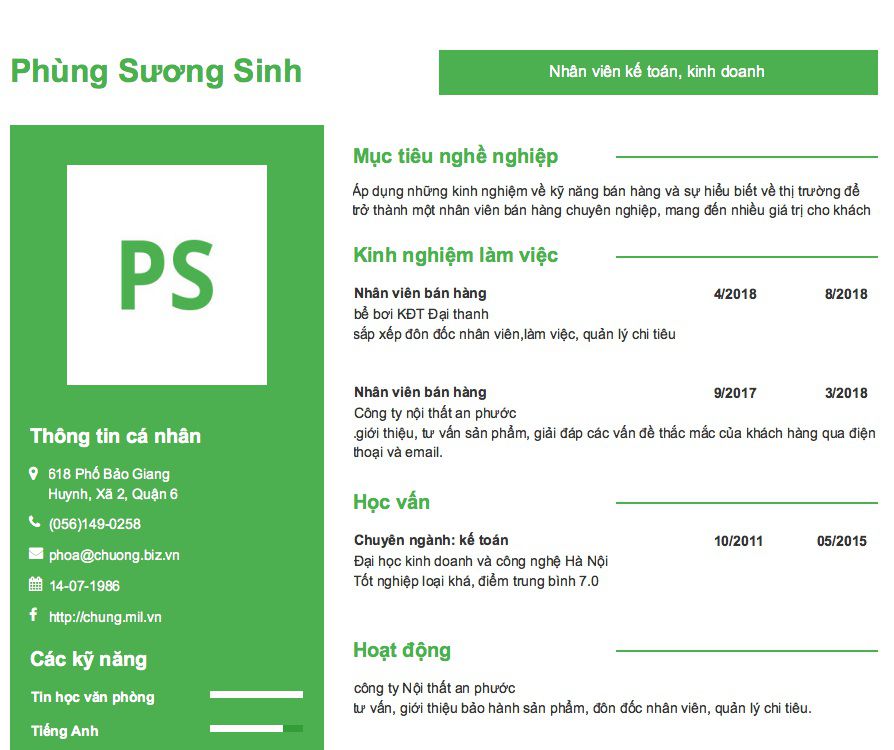 Phùng Sương Sinh
Nhân viên kế toán, kinh doanh
PS
Thông tin cá nhân
618 Phố Bảo Giang
Huynh, Xã 2, Quận 6
(056)149-0258
phoa@chuong.biz.vn
14-07-1986
http://chung.mil.vn
Các kỹ năng
Tin học văn phòng
Tiếng Anh
Mục tiêu nghề nghiệp
Áp dụng những kinh nghiệm về kỹ năng bán hàng và sự hiểu biết về thị trường để
trở thành một nhân viên bán hàng chuyên nghiệp, mang đến nhiều giá trị cho khách
Kinh nghiệm làm việc
Nhân viên bán hàng 4/2018 8/2018
bể bơi KĐT Đại thanh
sắp xếp đôn đốc nhân viên,làm việc, quản lý chi tiêu
Nhân viên bán hàng 9/2017 3/2018
Công ty nội thất an phước
.giới thiệu, tư vấn sản phẩm, giải đáp các vấn đề thắc mắc của khách hàng qua điện
thoại và email.
Học vấn
Chuyên ngành: kế toán 10/2011 05/2015
Đại học kinh doanh và công nghệ Hà Nội
Tốt nghiệp loại khá, điểm trung bình 7.0
Hoạt động
công ty Nội thất an phước
tư vấn, giới thiệu bảo hành sản phẩm, đôn đốc nhân viên, quản lý chi tiêu.